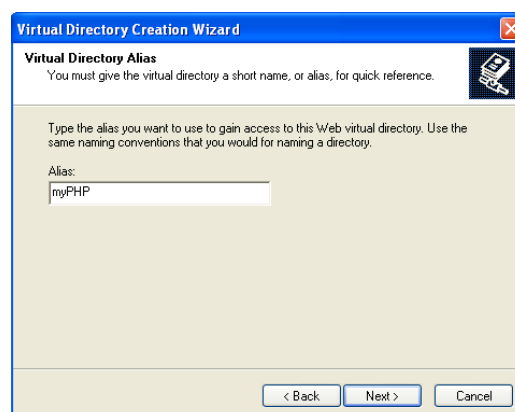 Virtual Directory Creation Wizard
Virtual Directory Alias
You must give the virtual directory a short name, or alias, for quick reference.
Type the alias you want to use to gain access to this Web virtual directory. Use the
same naming conventions that you would for naming a directory.
Alias:
myPHP
< Back Next > Cancel